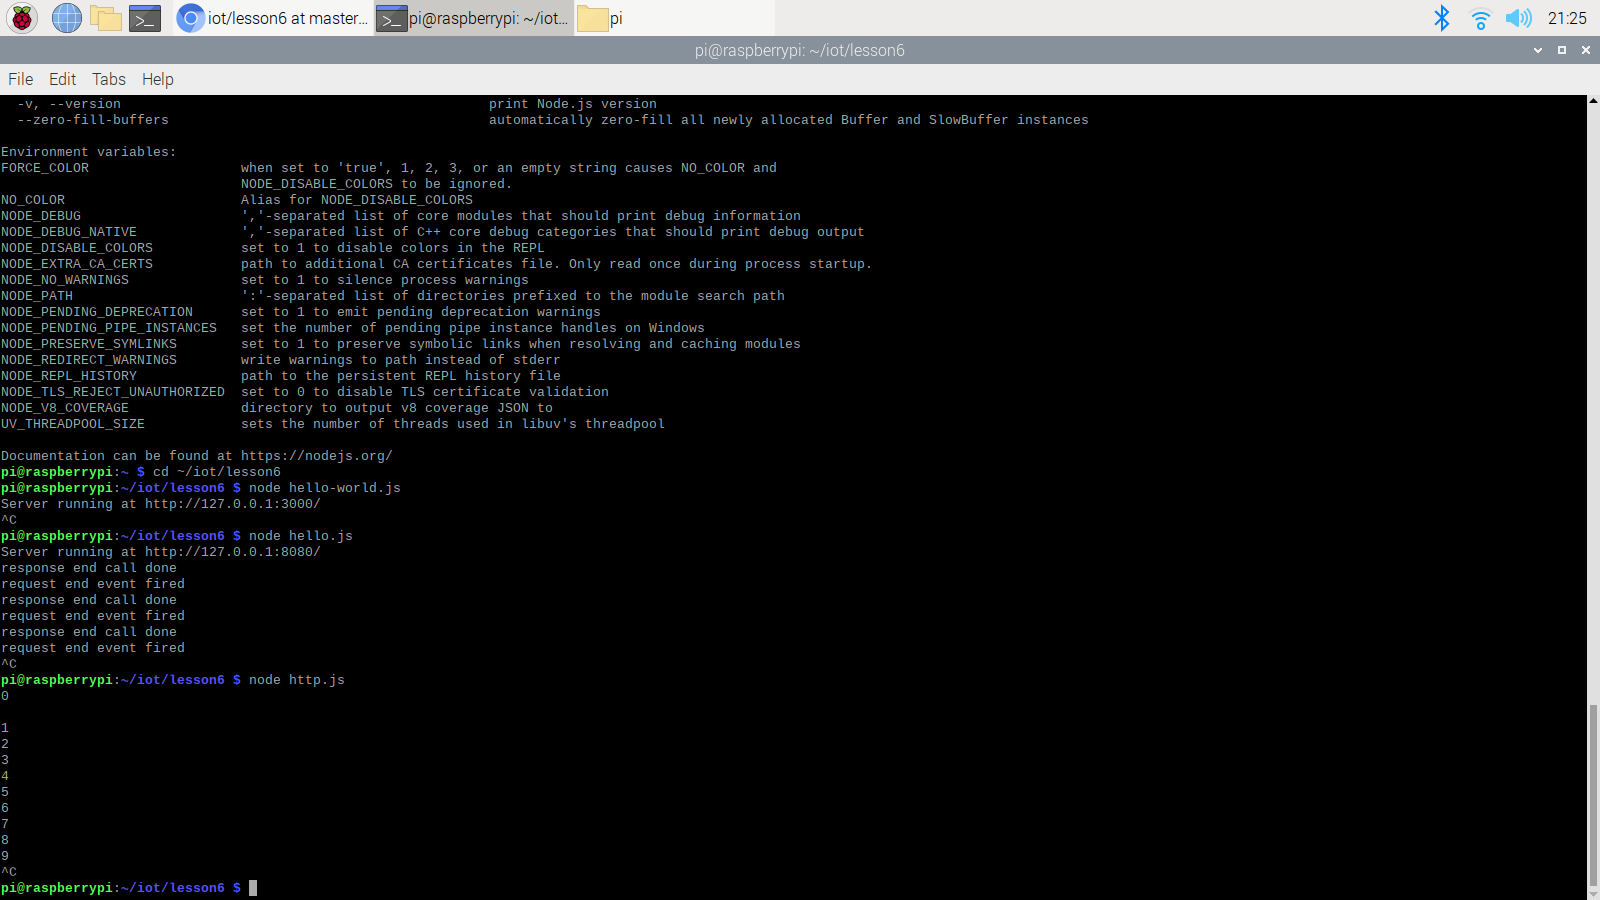 iot/lesson6 at master... pi@raspberrypi: ~/iot... pi 21:25
pi@raspberrypi: ~/iot/lesson6
File Edit Tabs Help
-v, --version print Node.js version
--zero-fill-buffers automatically zero-fill all newly allocated Buffer and SlowBuffer instances
Environment variables:
FORCE_COLOR when set to 'true', 1, 2, 3, or an empty string causes NO_COLOR and
NODE_DISABLE_COLORS to be ignored.
NO_COLOR Alias for NODE_DISABLE_COLORS
NODE_DEBUG ','-separated list of core modules that should print debug information
NODE_DEBUG_NATIVE ','-separated list of C++ core debug categories that should print debug output
NODE_DISABLE_COLORS set to 1 to disable colors in the REPL
NODE_EXTRA_CA_CERTS path to additional CA certificates file. Only read once during process startup.
NODE_NO_WARNINGS set to 1 to silence process warnings
NODE_PATH ':'-separated list of directories prefixed to the module search path
NODE_PENDING_DEPRECATION set to 1 to emit pending deprecation warnings
NODE_PENDING_PIPE_INSTANCES set the number of pending pipe instance handles on Windows
NODE_PRESERVE_SYMLINKS set to 1 to preserve symbolic links when resolving and caching modules
NODE_REDIRECT_WARNINGS write warnings to path instead of stderr
NODE_REPL_HISTORY path to the persistent REPL history file
NODE_TLS_REJECT_UNAUTHORIZED set to 0 to disable TLS certificate validation
NODE_V8_COVERAGE directory to output v8 coverage JSON to
UV_THREADPOOL_SIZE sets the number of threads used in libuv's threadpool
Documentation can be found at https://nodejs.org/
pi@raspberrypi:~ $ cd ~/iot/lesson6
pi@raspberrypi:~/iot/lesson6 $ node hello-world.js
Server running at http://127.0.0.1:3000/
^C
pi@raspberrypi:~/iot/lesson6 $ node hello.js
Server running at http://127.0.0.1:8080/
response end call done
request end event fired
response end call done
request end event fired
response end call done
request end event fired
^C
pi@raspberrypi:~/iot/lesson6 $ node http.js
0
1
2
3
4
5
6
7
8
9
^C
pi@raspberrypi:~/iot/lesson6 $